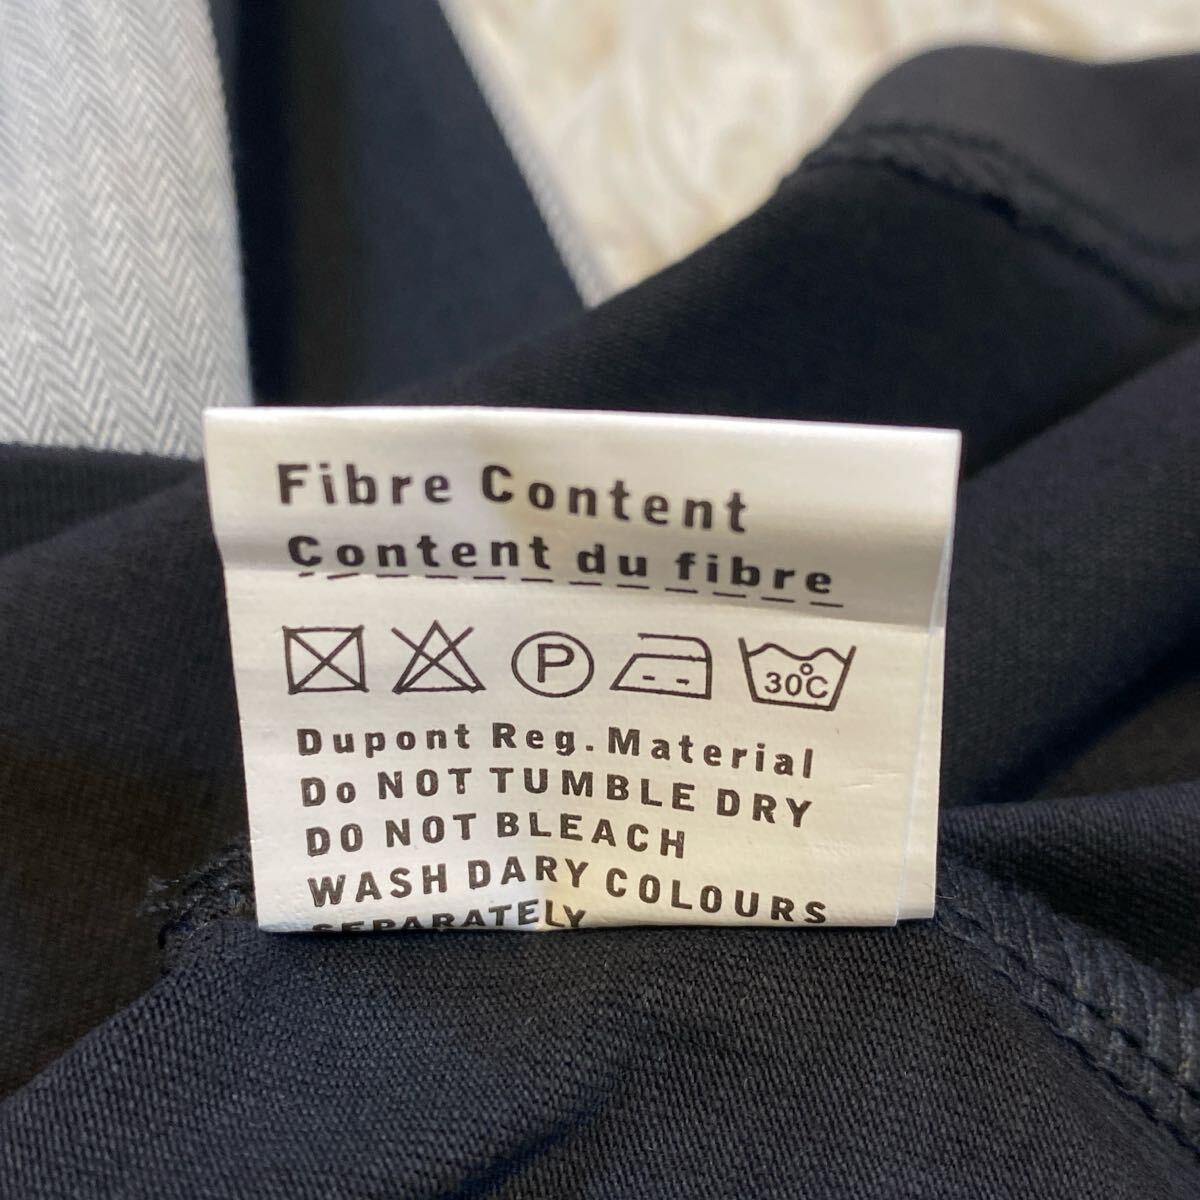 Fibre Content
Content du fibre
P
30°C
Dupont Reg. Material
Do NOT TUMBLE DRY
DO NOT BLEACH
WASH DARY COLOURS
SEPARATELY